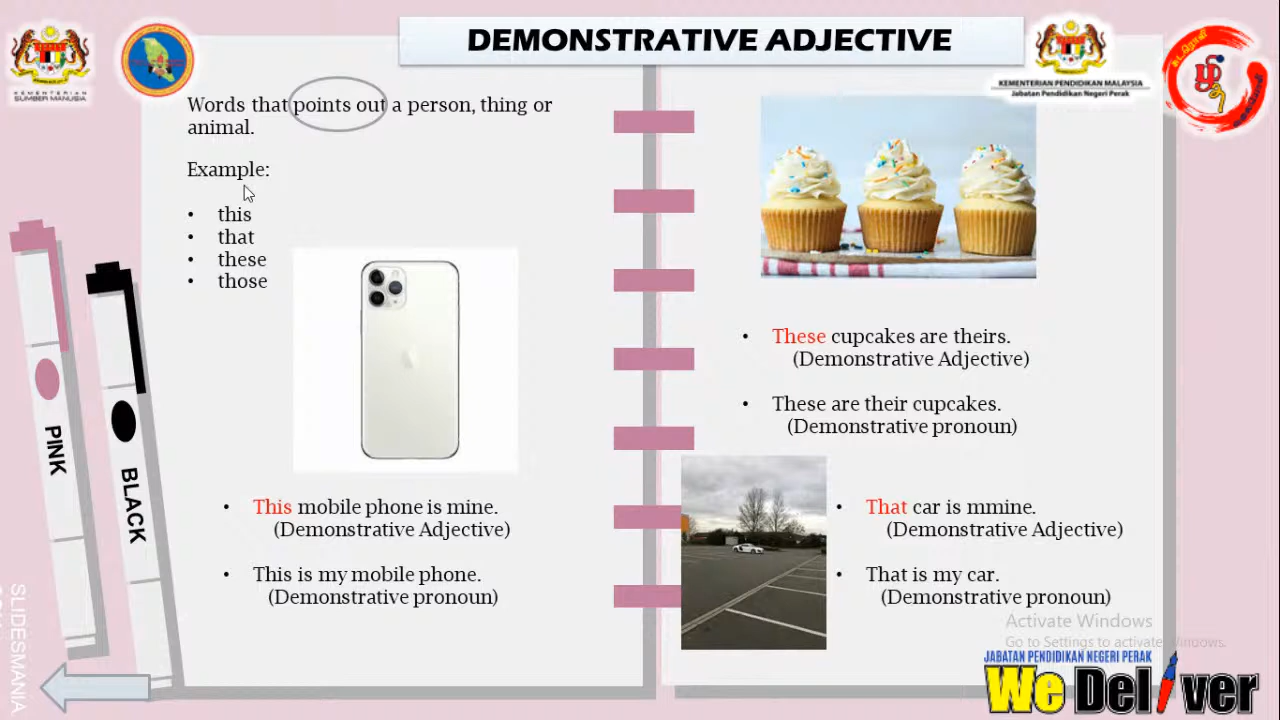 DEMONSTRATIVE ADJECTIVE
KEMENTERIAN
SUMBER MANUSIA
KEMENTERIAN PENDIDIKAN MALAYSIA
Jabatan Pendidikan Negeri Perak
Words that points out a person, thing or
animal.
Example:
• this
• that
• these
• those
• This mobile phone is mine.
(Demonstrative Adjective)
• This is my mobile phone.
(Demonstrative pronoun)
• These cupcakes are theirs.
(Demonstrative Adjective)
• These are their cupcakes.
(Demonstrative pronoun)
• That car is mmine.
(Demonstrative Adjective)
• That is my car.
(Demonstrative pronoun)
PINK
BLACK
Activate Windows
Go to Settings to activate Windows.
JABATAN PENDIDIKAN NEGERI PERAK
We Deliver